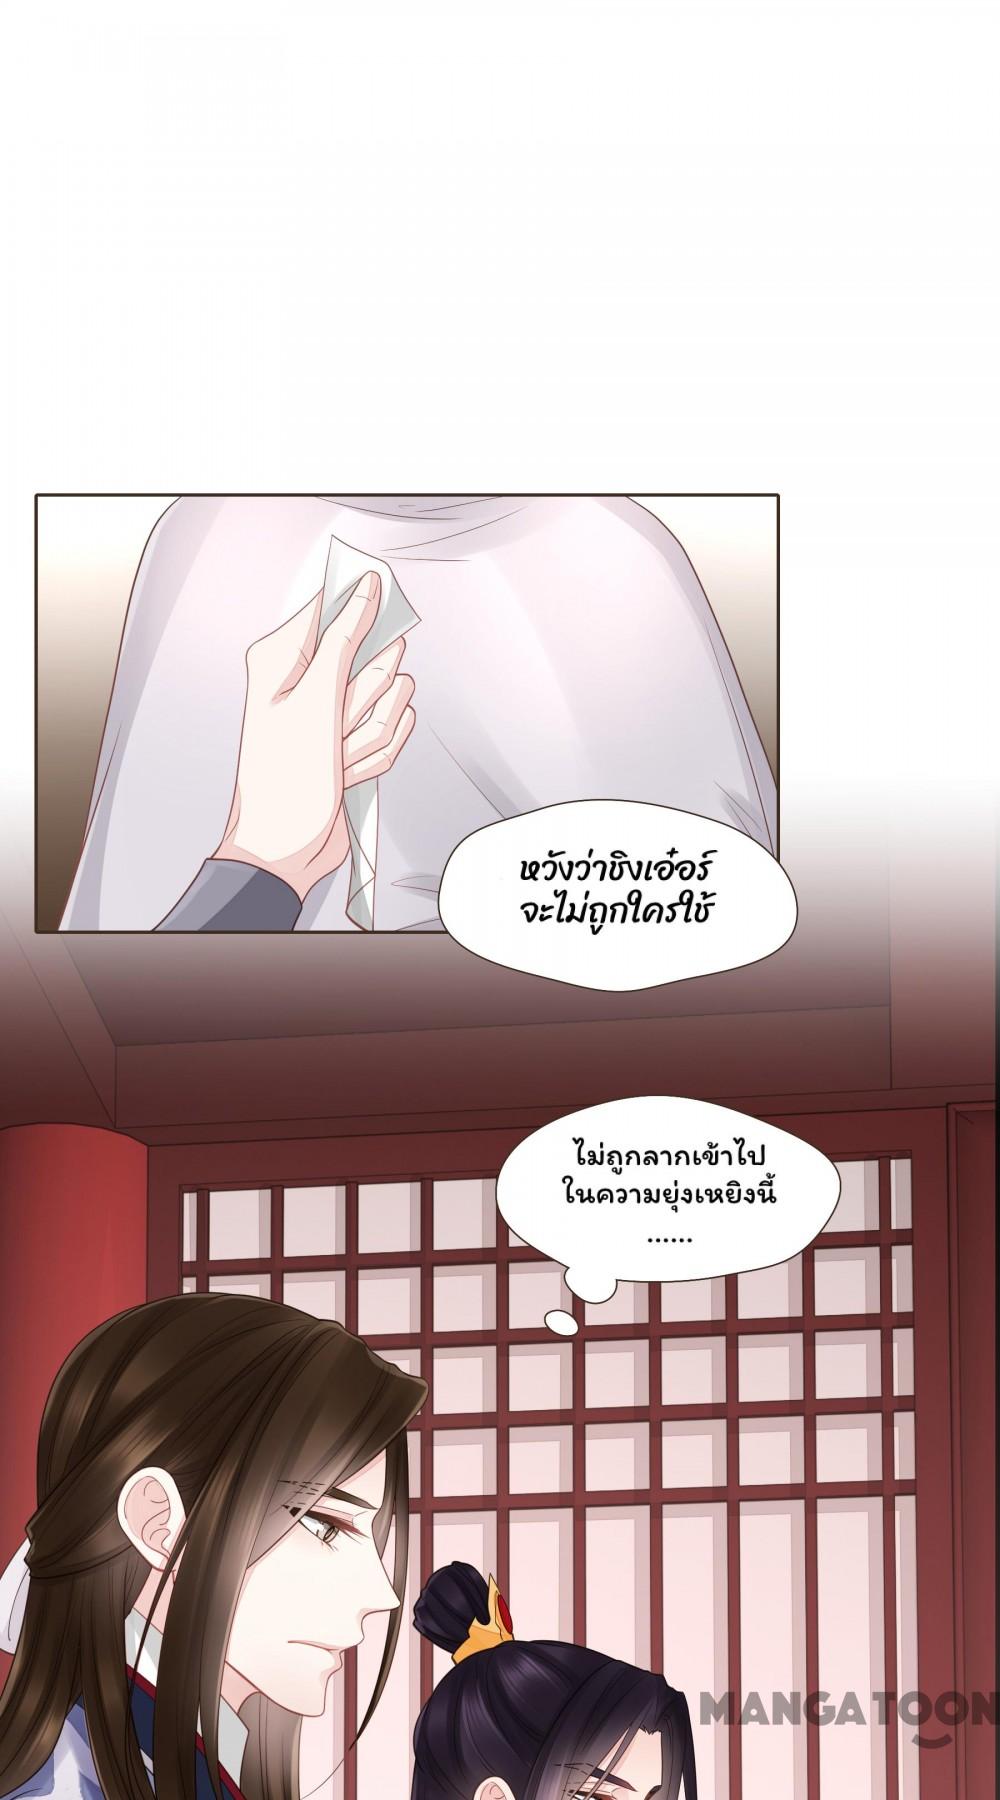 หวังว่าชิงเอ๋อร์
จะไม่ถูกใครใช้
ไม่ถูกลากเข้าไป
ในความยุ่งเหยิงนี้
......
MANGATOON